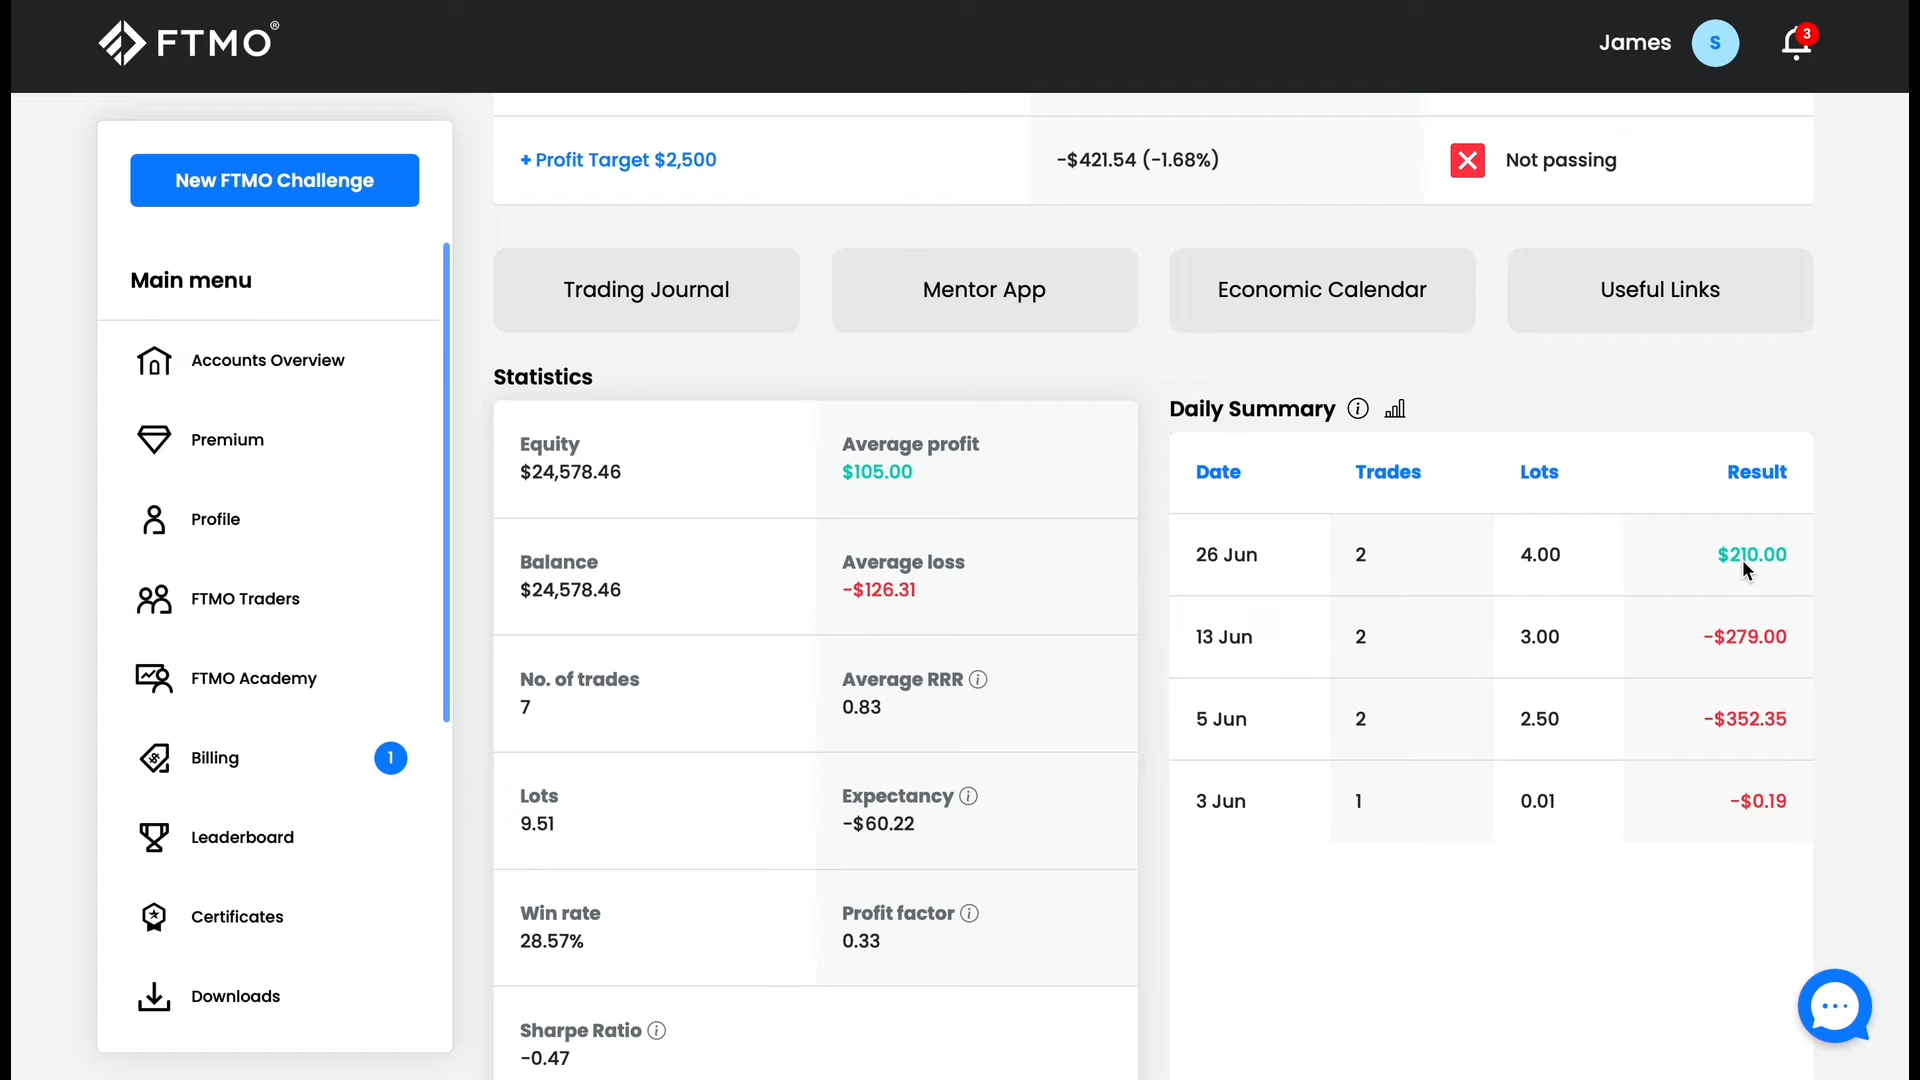 FTMO®
James
S
3
New FTMO Challenge
Main menu
Accounts Overview
Premium
Profile
FTMO Traders
FTMO Academy
Billing
1
Leaderboard
Certificates
Downloads
+ Profit Target $2,500
-$421.54 (-1.68%)
Not passing
Trading Journal
Mentor App
Economic Calendar
Useful Links
Statistics
Equity
$24,578.46
Average profit
$105.00
Balance
$24,578.46
Average loss
-$126.31
No. of trades
7
Average RRR
0.83
Lots
9.51
Expectancy
-$60.22
Win rate
28.57%
Profit factor
0.33
Sharpe Ratio
-0.47
Daily Summary
Date Trades Lots Result
26 Jun 2 4.00 $210.00
13 Jun 2 3.00 -$279.00
5 Jun 2 2.50 -$352.35
3 Jun 1 0.01 -$0.19